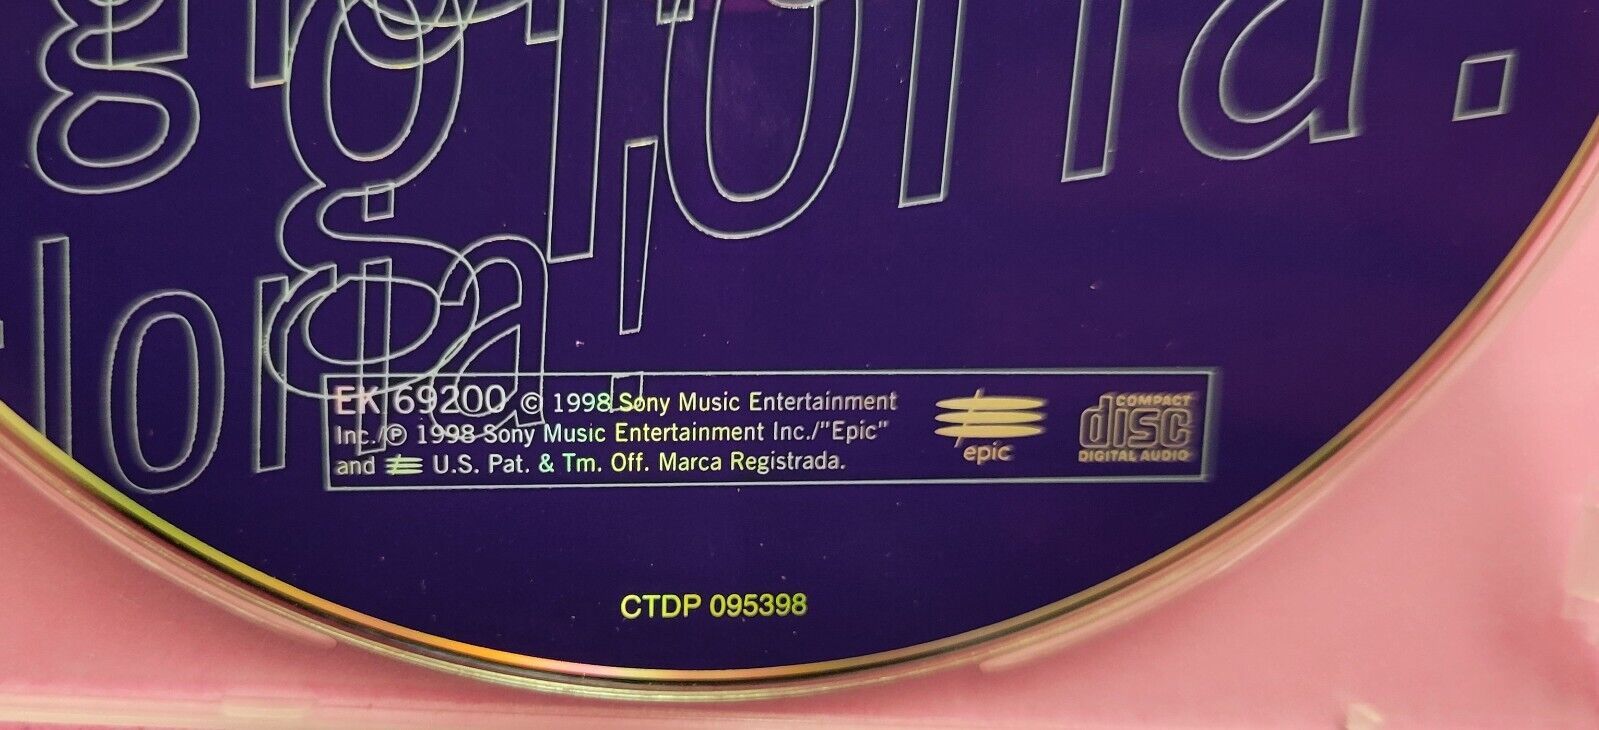 gloria!
gloria.
EK 69200 © 1998 Sony Music Entertainment
Inc./℗ 1998 Sony Music Entertainment Inc./"Epic"
and U.S. Pat. & Tm. Off. Marca Registrada.
epic
COMPACT
disc
DIGITAL AUDIO
CTDP 095398